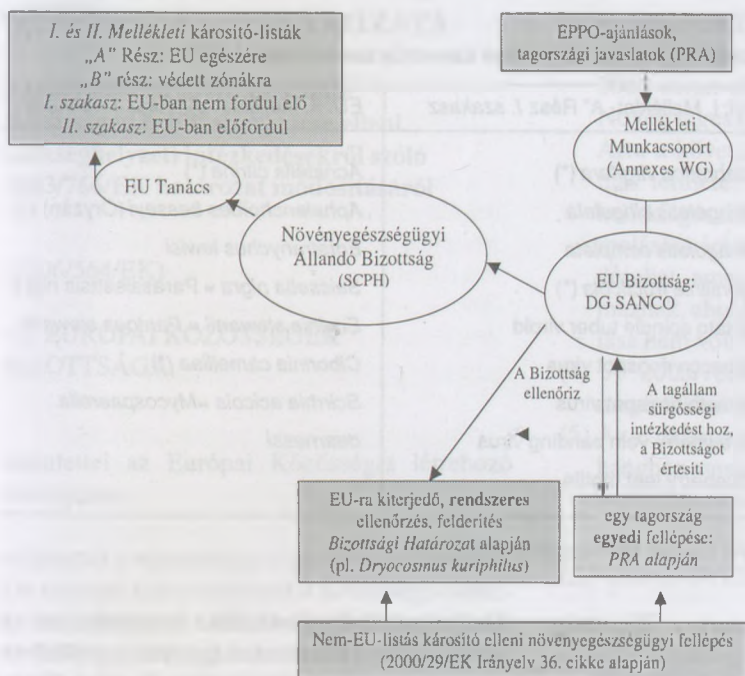 I. és II. Mellékleti károsító-listák
„A” Rész: EU egészére
„B” rész: védett zónákra
I. szakasz: EU-ban nem fordul elő
II. szakasz: EU-ban előfordul
EPPO-ajánlások,
tagországi javaslatok (PRA)
Mellékleti
Munkacsoport
(Annexes WG)
EU Tanács
Növényegészségügyi
Állandó Bizottság
(SCPH)
EU Bizottság:
DG SANCO
A Bizottság
ellenőriz
A tagállam
sürgősségi
intézkedést hoz,
a Bizottságot
értesíti
EU-ra kiterjedő, rendszeres
ellenőrzés, felderítés
Bizottsági Határozat alapján
(pl. Dryocosmus kuriphilus)
egy tagország
egyedi fellépése:
PRA alapján
Nem-EU-listás károsító elleni növényegészségügyi fellépés
(2000/29/EK Irányelv 36. cikke alapján)